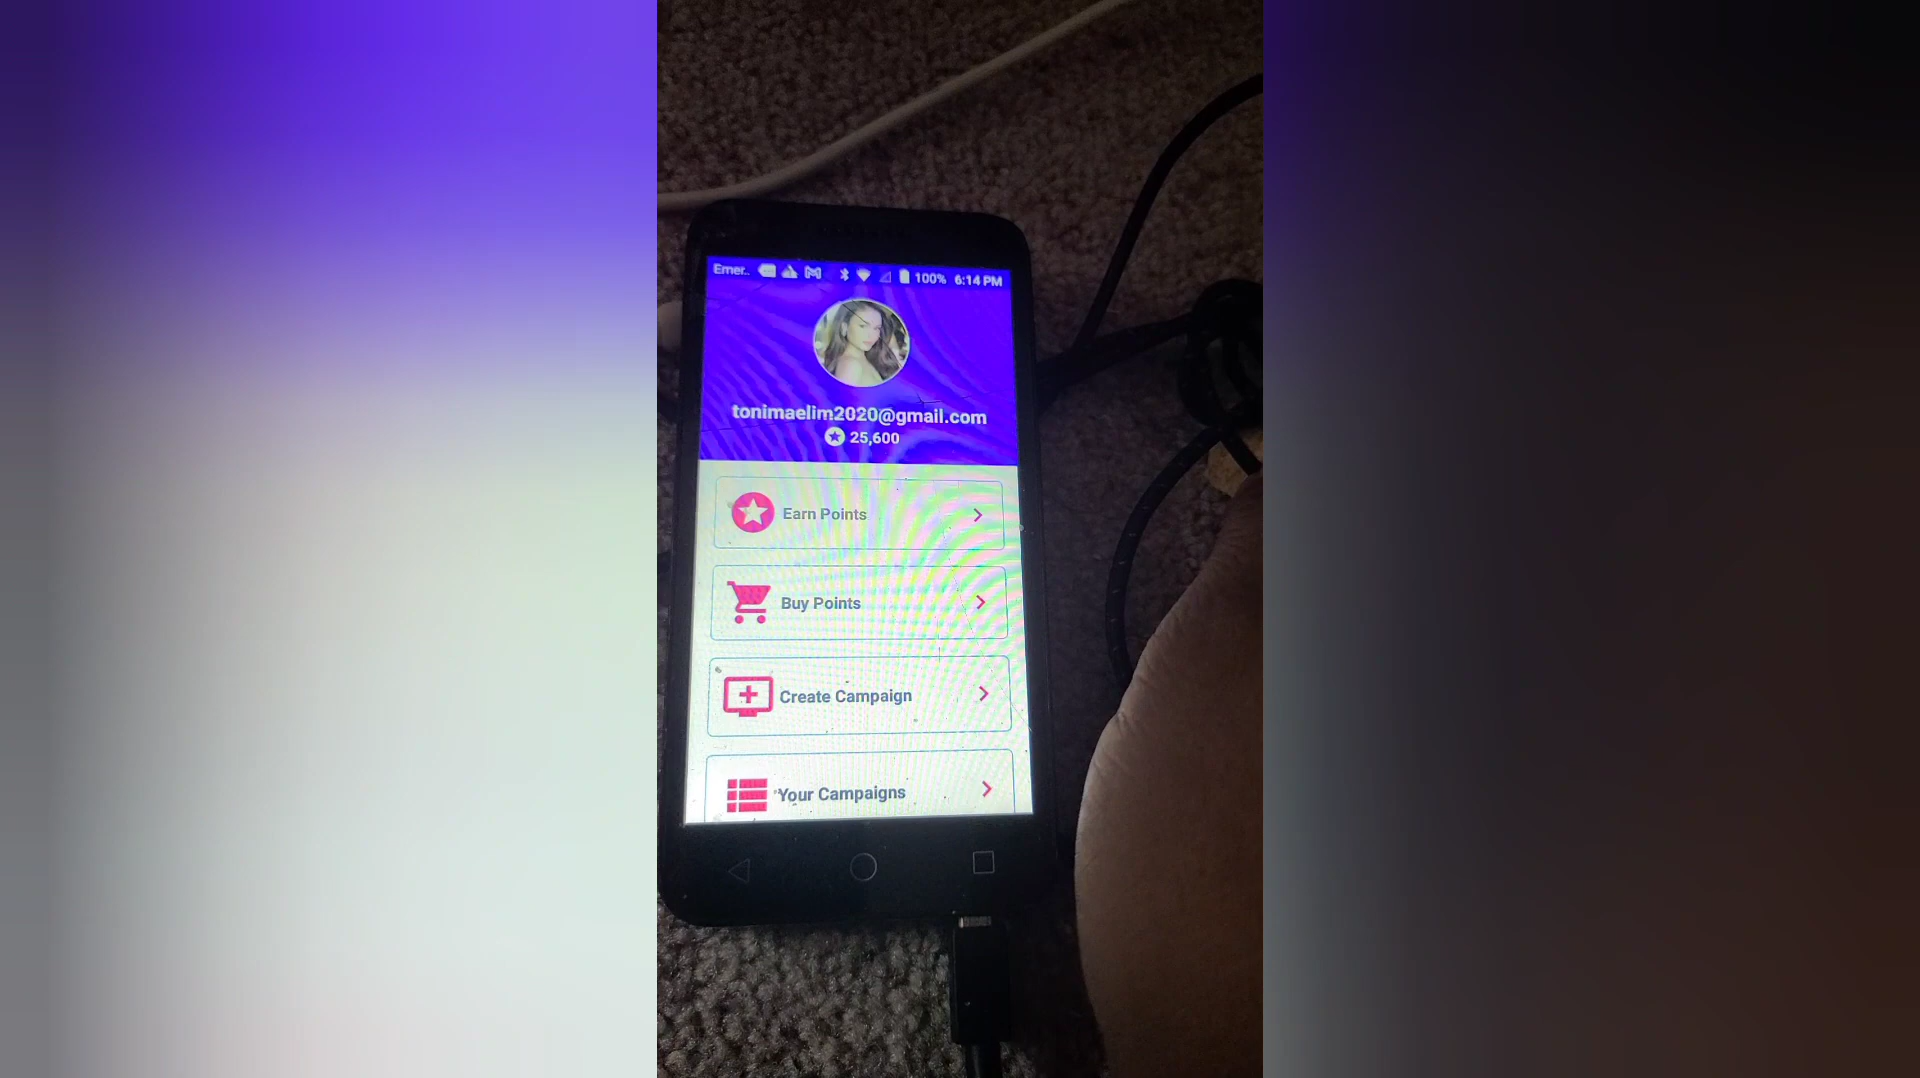 Emer.. 100% 6:14 PM
tonimaelim2020@gmail.com
25,600
Earn Points
Buy Points
Create Campaign
Your Campaigns